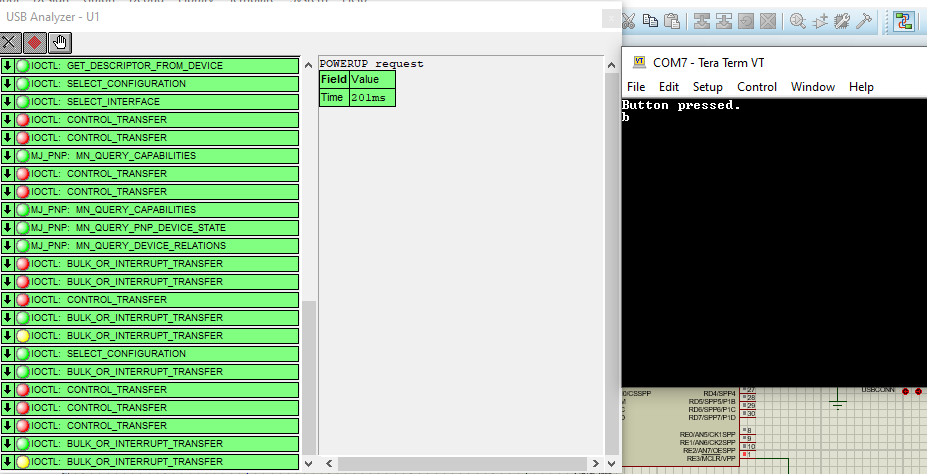 USB Analyzer - U1
IOCTL: GET_DESCRIPTOR_FROM_DEVICE
IOCTL: SELECT_CONFIGURATION
IOCTL: SELECT_INTERFACE
IOCTL: CONTROL_TRANSFER
IOCTL: CONTROL_TRANSFER
MJ_PNP: MN_QUERY_CAPABILITIES
IOCTL: CONTROL_TRANSFER
IOCTL: CONTROL_TRANSFER
MJ_PNP: MN_QUERY_CAPABILITIES
MJ_PNP: MN_QUERY_PNP_DEVICE_STATE
MJ_PNP: MN_QUERY_DEVICE_RELATIONS
IOCTL: BULK_OR_INTERRUPT_TRANSFER
IOCTL: BULK_OR_INTERRUPT_TRANSFER
IOCTL: CONTROL_TRANSFER
IOCTL: BULK_OR_INTERRUPT_TRANSFER
IOCTL: BULK_OR_INTERRUPT_TRANSFER
IOCTL: SELECT_CONFIGURATION
IOCTL: BULK_OR_INTERRUPT_TRANSFER
IOCTL: CONTROL_TRANSFER
IOCTL: CONTROL_TRANSFER
IOCTL: CONTROL_TRANSFER
IOCTL: BULK_OR_INTERRUPT_TRANSFER
IOCTL: BULK_OR_INTERRUPT_TRANSFER
POWERUP request
Field Value
Time 201ms
VT COM7 - Tera Term VT
File Edit Setup Control Window Help
Button pressed.
b
0/CSSPP RD4/SPP4 27
RD5/SPP5/P1B 28
RD6/SPP6/P1C 29
RD7/SPP7/P1D 30
RE0/AN5/CK1SPP 8
RE1/AN6/CK2SPP 9
RE2/AN7/OESPP 10
RE3/MCLR/VPP 1
USBCONN